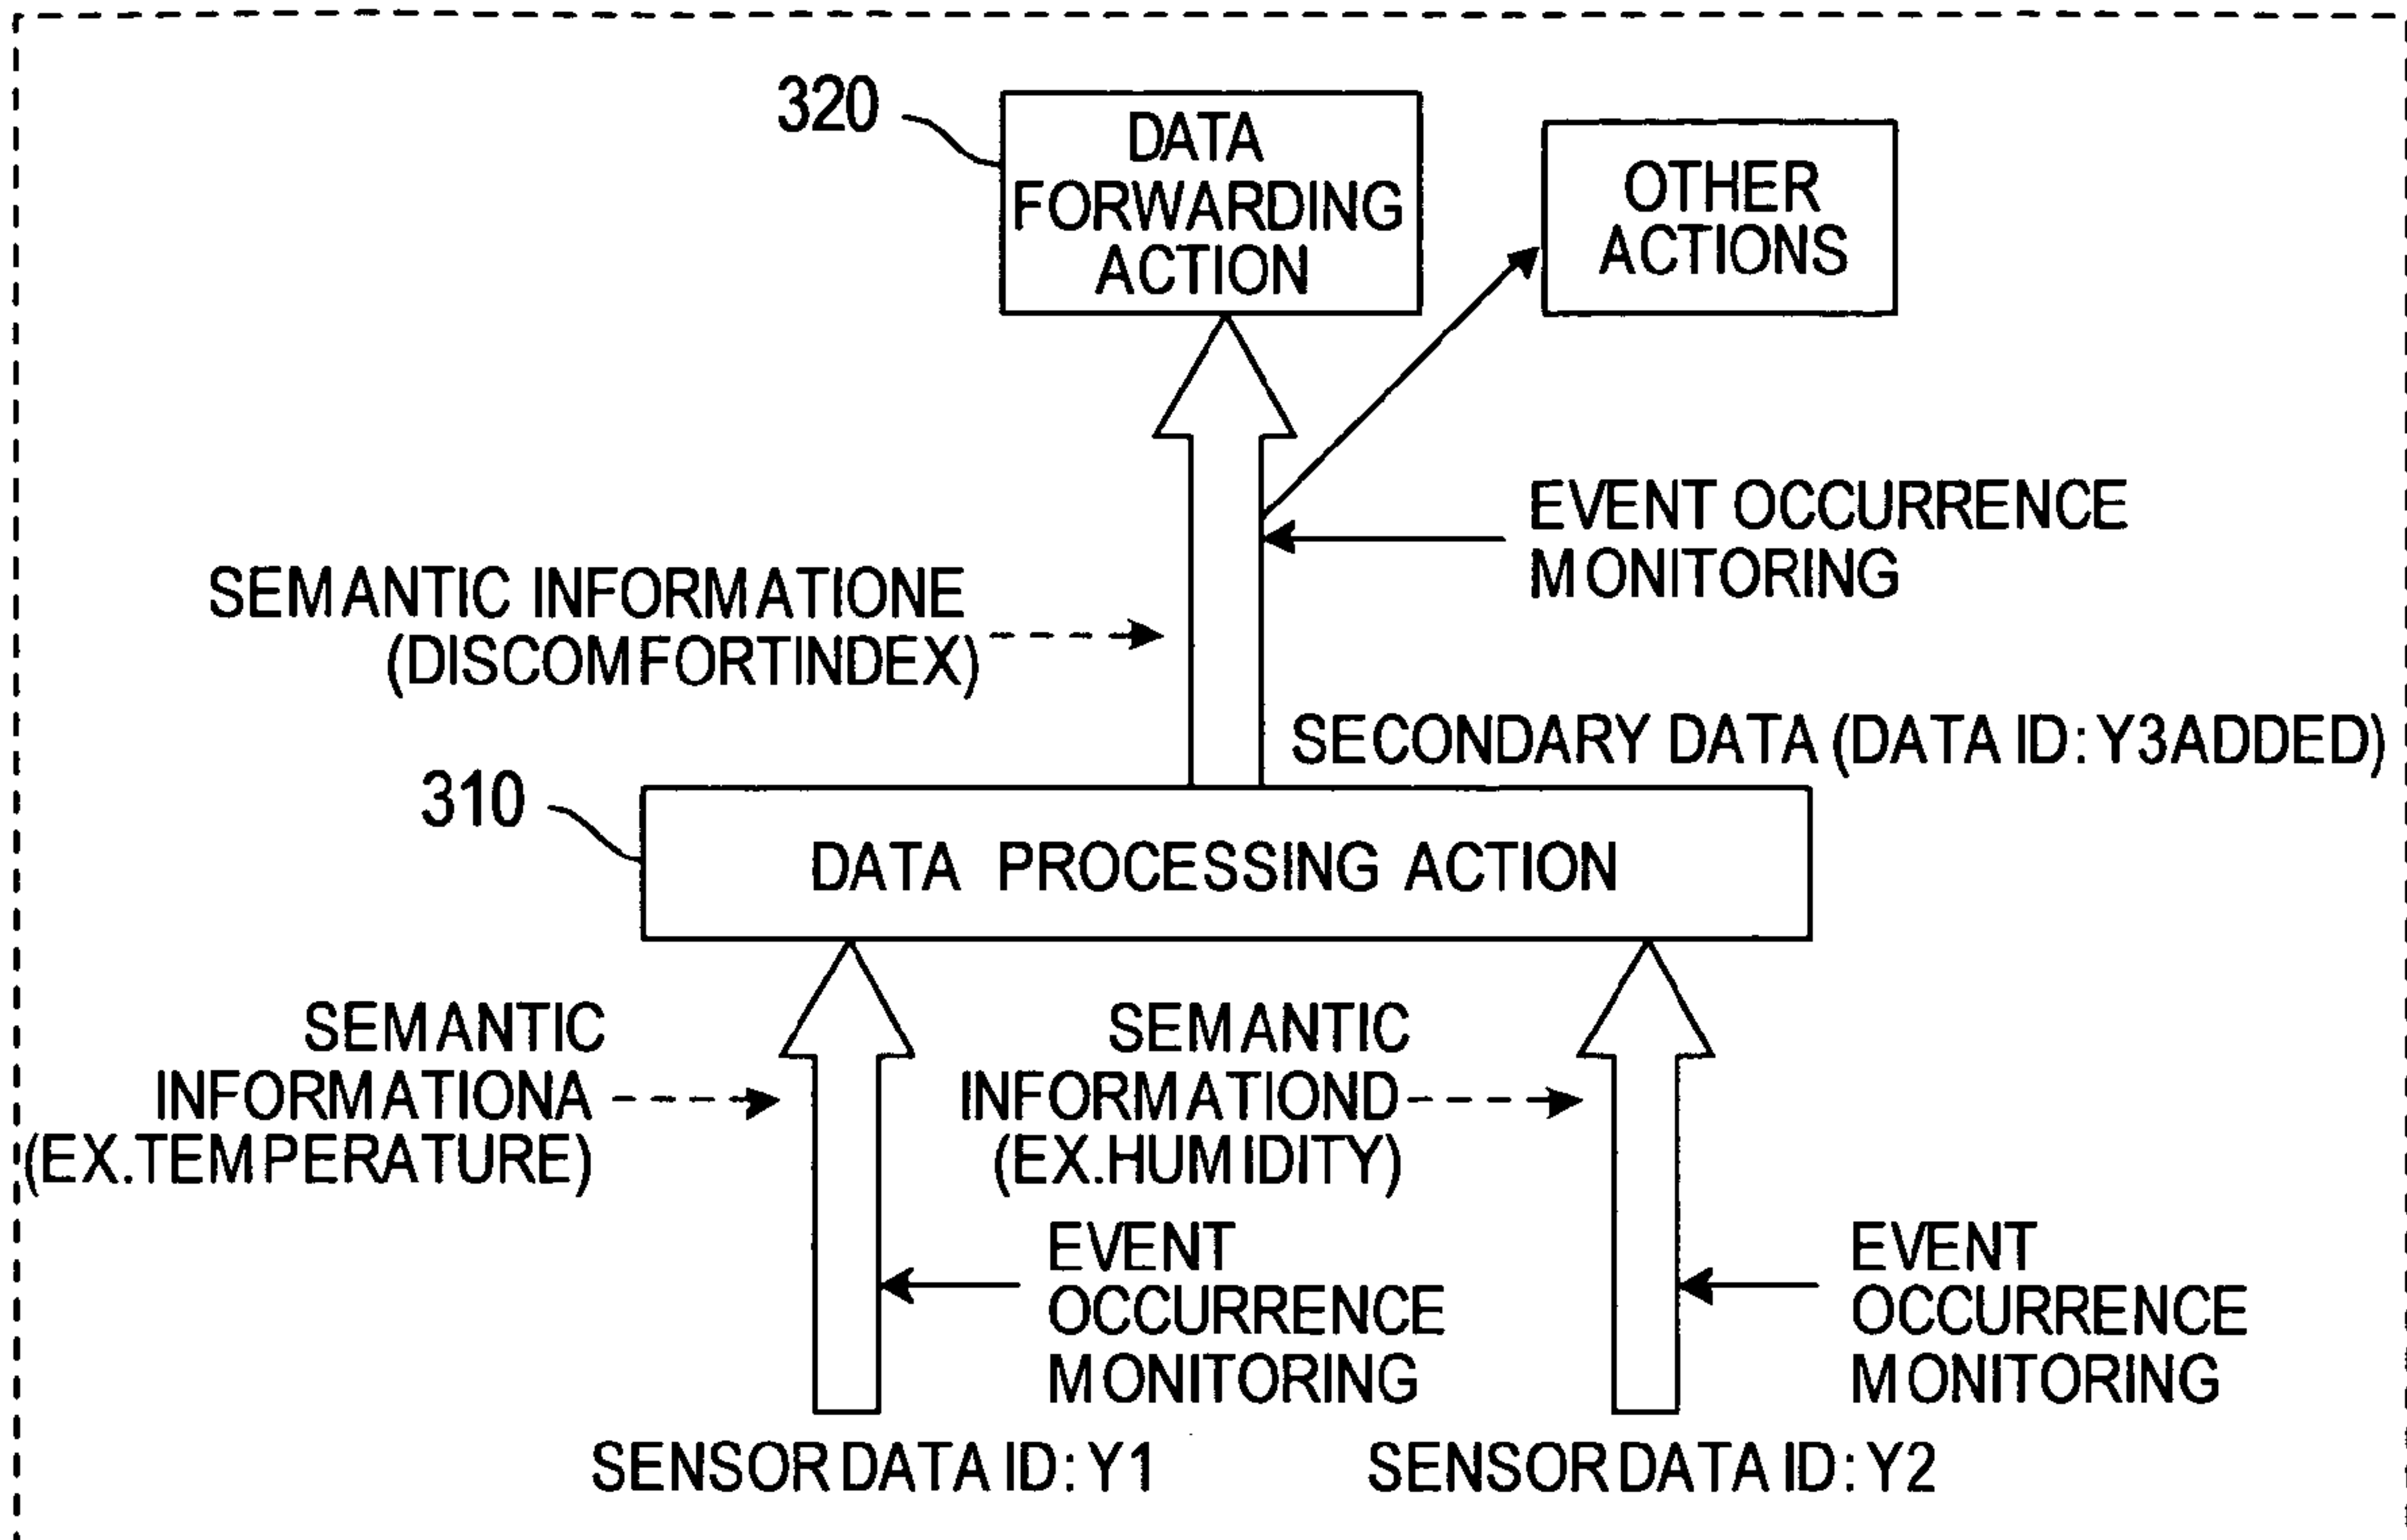 320
DATA
FORWARDING
ACTION
OTHER
ACTIONS
EVENT OCCURRENCE
MONITORING
SEMANTIC INFORMATIONE
(DISCOMFORTINDEX)
SECONDARY DATA (DATA ID: Y3ADDED)
310
DATA PROCESSING ACTION
SEMANTIC
INFORMATIONA
(EX.TEMPERATURE)
SEMANTIC
INFORMATIOND
(EX.HUMIDITY)
EVENT
OCCURRENCE
MONITORING
EVENT
OCCURRENCE
MONITORING
SENSOR DATA ID: Y1
SENSOR DATA ID: Y2